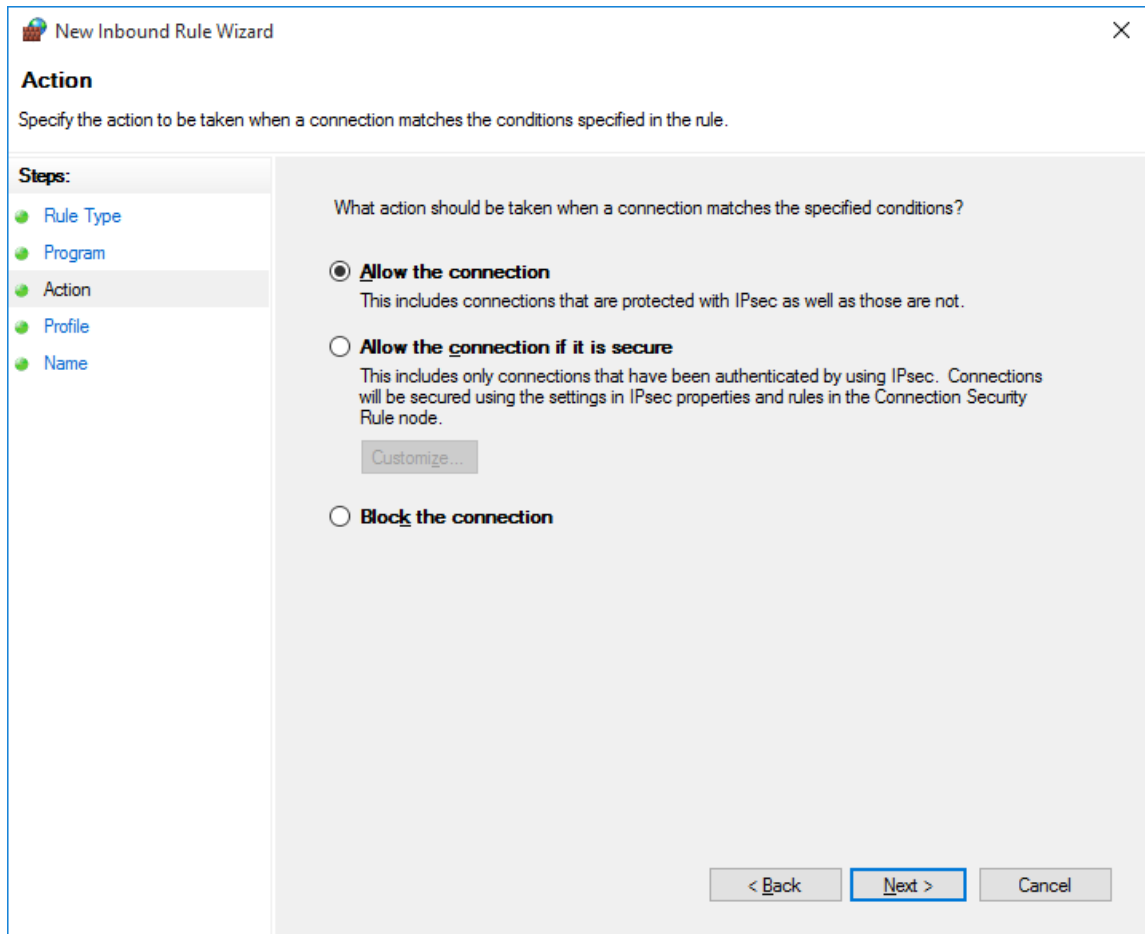 New Inbound Rule Wizard
Action
Specify the action to be taken when a connection matches the conditions specified in the rule.
Steps:
Rule Type
Program
Action
Profile
Name
What action should be taken when a connection matches the specified conditions?
Allow the connection
This includes connections that are protected with IPsec as well as those are not.
Allow the connection if it is secure
This includes only connections that have been authenticated by using IPsec.  Connections
will be secured using the settings in IPsec properties and rules in the Connection Security
Rule node.
Customize...
Block the connection
< Back
Next >
Cancel